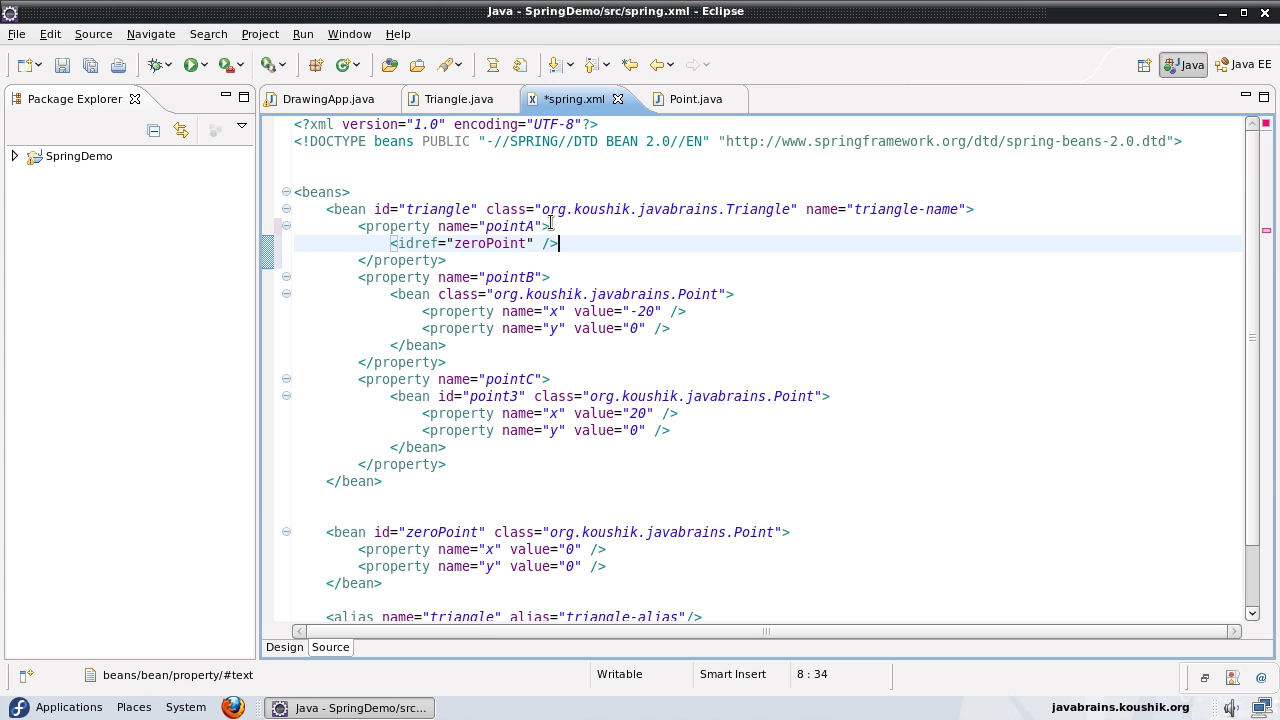 Java - SpringDemo/src/spring.xml - Eclipse
File Edit Source Navigate Search Project Run Window Help
Java Java EE
Package Explorer
DrawingApp.java Triangle.java *spring.xml Point.java
SpringDemo
<?xml version="1.0" encoding="UTF-8"?>
<!DOCTYPE beans PUBLIC "-//SPRING//DTD BEAN 2.0//EN" "http://www.springframework.org/dtd/spring-beans-2.0.dtd">
<beans>
<bean id="triangle" class="org.koushik.javabrains.Triangle" name="triangle-name">
<property name="pointA">
<idref="zeroPoint" />
</property>
<property name="pointB">
<bean class="org.koushik.javabrains.Point">
<property name="x" value="-20" />
<property name="y" value="0" />
</bean>
</property>
<property name="pointC">
<bean id="point3" class="org.koushik.javabrains.Point">
<property name="x" value="20" />
<property name="y" value="0" />
</bean>
</property>
</bean>
<bean id="zeroPoint" class="org.koushik.javabrains.Point">
<property name="x" value="0" />
<property name="y" value="0" />
</bean>
<alias name="triangle" alias="triangle-alias"/>
Design Source
beans/bean/property/#text Writable Smart Insert 8 : 34
Applications Places System Java - SpringDemo/src... javabrains.koushik.org